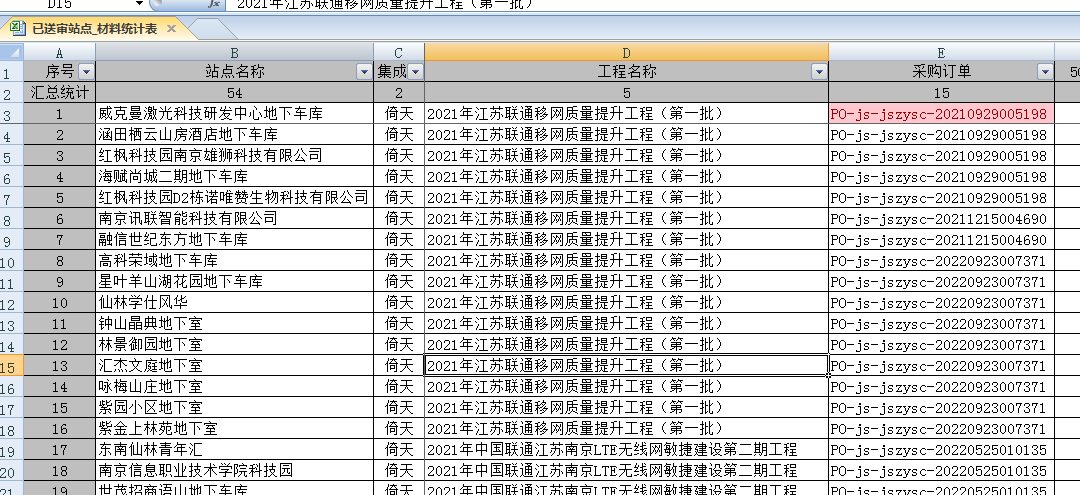 D15 fx 2021年江苏联通移网质量提升工程（第一批）
已送审站点_材料统计表
A B C D E
1 序号 站点名称 集成 工程名称 采购订单
2 汇总统计 54 2 5 15
3 1 威克曼激光科技研发中心地下车库 倚天 2021年江苏联通移网质量提升工程（第一批） PO-js-jszysc-20210929005198
4 2 涵田栖云山房酒店地下车库 倚天 2021年江苏联通移网质量提升工程（第一批） PO-js-jszysc-20210929005198
5 3 红枫科技园南京雄狮科技有限公司 倚天 2021年江苏联通移网质量提升工程（第一批） PO-js-jszysc-20210929005198
6 4 海赋尚城二期地下车库 倚天 2021年江苏联通移网质量提升工程（第一批） PO-js-jszysc-20210929005198
7 5 红枫科技园D2栋诺唯赞生物科技有限公司 倚天 2021年江苏联通移网质量提升工程（第一批） PO-js-jszysc-20210929005198
8 6 南京讯联智能科技有限公司 倚天 2021年江苏联通移网质量提升工程（第一批） PO-js-jszysc-20211215004690
9 7 融信世纪东方地下车库 倚天 2021年江苏联通移网质量提升工程（第一批） PO-js-jszysc-20211215004690
10 8 高科荣域地下车库 倚天 2021年江苏联通移网质量提升工程（第一批） PO-js-jszysc-20220923007371
11 9 星叶羊山湖花园地下车库 倚天 2021年江苏联通移网质量提升工程（第一批） PO-js-jszysc-20220923007371
12 10 仙林学仕风华 倚天 2021年江苏联通移网质量提升工程（第一批） PO-js-jszysc-20220923007371
13 11 钟山晶典地下室 倚天 2021年江苏联通移网质量提升工程（第一批） PO-js-jszysc-20220923007371
14 12 林景御园地下室 倚天 2021年江苏联通移网质量提升工程（第一批） PO-js-jszysc-20220923007371
15 13 汇杰文庭地下室 倚天 2021年江苏联通移网质量提升工程（第一批） PO-js-jszysc-20220923007371
16 14 咏梅山庄地下室 倚天 2021年江苏联通移网质量提升工程（第一批） PO-js-jszysc-20220923007371
17 15 紫园小区地下室 倚天 2021年江苏联通移网质量提升工程（第一批） PO-js-jszysc-20220923007371
18 16 紫金上林苑地下室 倚天 2021年江苏联通移网质量提升工程（第一批） PO-js-jszysc-20220923007371
19 17 东南仙林青年汇 倚天 2021年中国联通江苏南京LTE无线网敏捷建设第二期工程 PO-js-jszysc-20220525010135
20 18 南京信息职业技术学院科技园 倚天 2021年中国联通江苏南京LTE无线网敏捷建设第二期工程 PO-js-jszysc-20220525010135
21 19 世茂招商语山地下车库 倚天 2021年中国联通江苏南京LTE无线网敏捷建设第二期工程 PO-js-jszysc-20220525010135